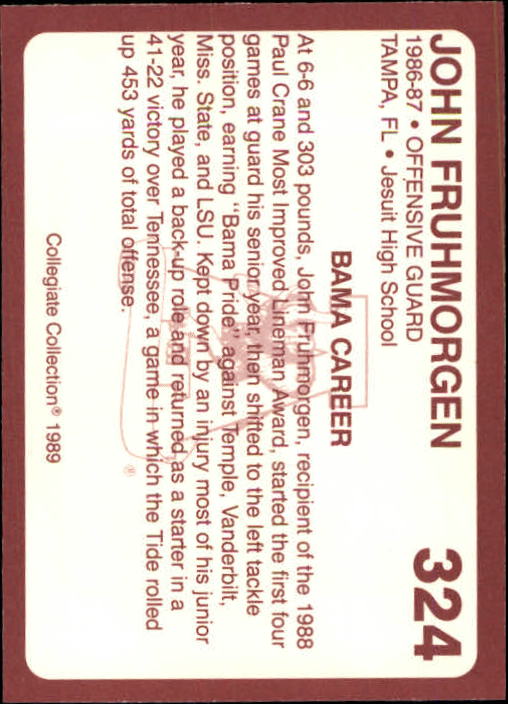 JOHN FRUHMORGEN 324
1986-87 • OFFENSIVE GUARD
TAMPA, FL • Jesuit High School
BAMA CAREER
At 6-6 and 303 pounds, John Fruhmorgen, recipient of the 1988
Paul Crane Most Improved Lineman Award, started the first four
games at guard his senior year, then shifted to the left tackle
position, earning "Bama Pride" against Temple, Vanderbilt,
Miss. State, and LSU. Kept down by an injury most of his junior
year, he played a back-up role and returned as a starter in a
41-22 victory over Tennessee, a game in which the Tide rolled
up 453 yards of total offense.
®
Collegiate Collection® 1989